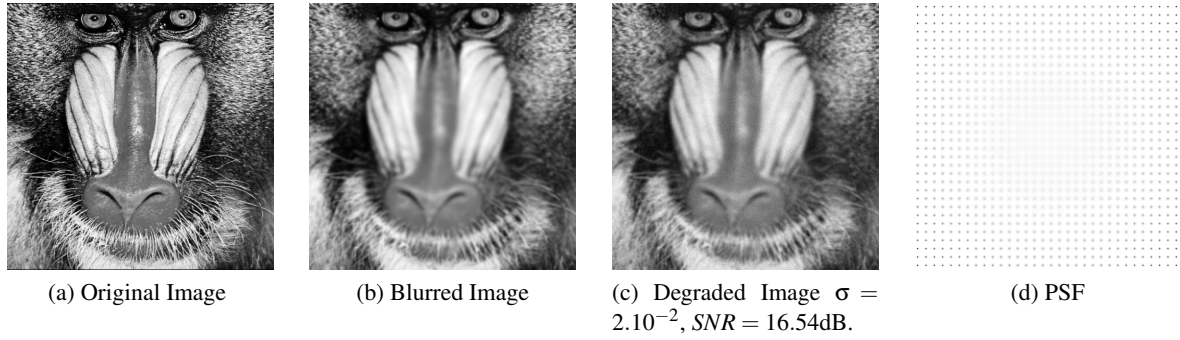 (a) Original Image
(b) Blurred Image
(c) Degraded Image σ =
2.10⁻², SNR = 16.54dB.
(d) PSF